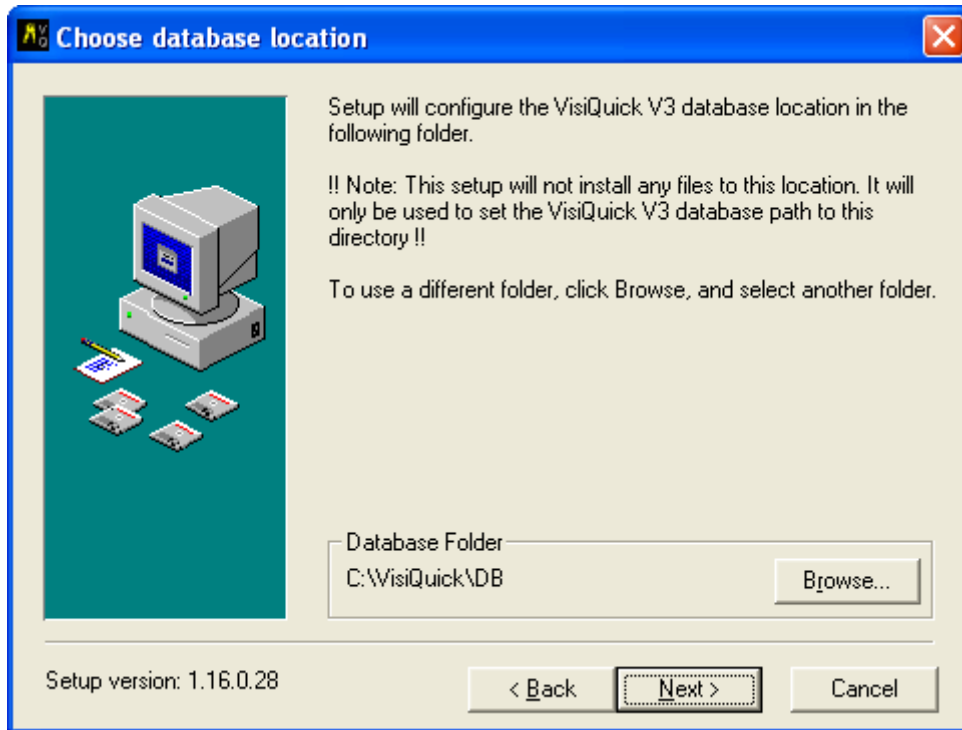 Choose database location
Setup will configure the VisiQuick V3 database location in the
following folder.
!! Note: This setup will not install any files to this location. It will
only be used to set the VisiQuick V3 database path to this
directory !!
To use a different folder, click Browse, and select another folder.
Database Folder
C:\VisiQuick\DB
Browse...
Setup version: 1.16.0.28
< Back
Next >
Cancel